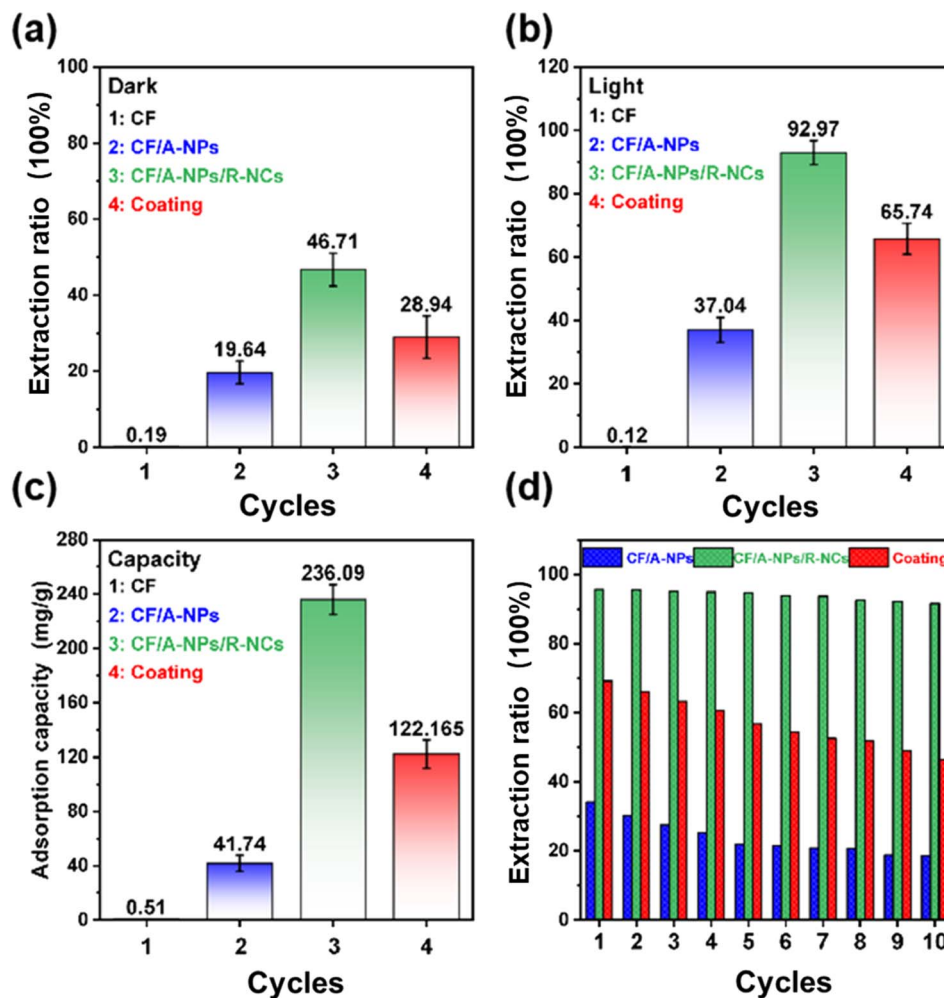 (a)
Extraction ratio (100%)
100
80
60
40
20
0
Dark
1: CF
2: CF/A-NPs
3: CF/A-NPs/R-NCs
4: Coating
0.19
19.64
46.71
28.94
1 2 3 4
Cycles
(b)
Extraction ratio (100%)
120
100
80
60
40
20
0
Light
1: CF
2: CF/A-NPs
3: CF/A-NPs/R-NCs
4: Coating
0.12
37.04
92.97
65.74
1 2 3 4
Cycles
(c)
Adsorption capacity (mg/g)
280
240
200
160
120
80
40
0
Capacity
1: CF
2: CF/A-NPs
3: CF/A-NPs/R-NCs
4: Coating
0.51
41.74
236.09
122.165
1 2 3 4
Cycles
(d)
Extraction ratio (100%)
100
80
60
40
20
0
CF/A-NPs CF/A-NPs/R-NCs Coating
1 2 3 4 5 6 7 8 9 10
Cycles